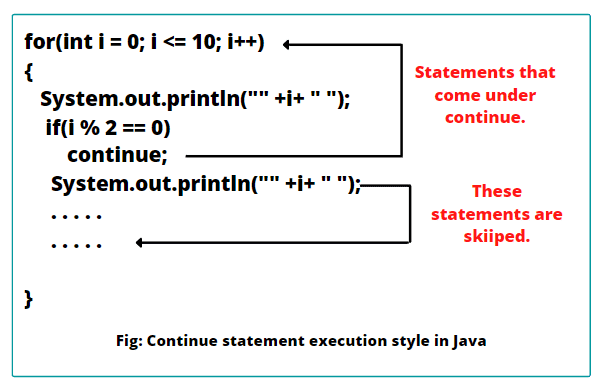 for(int i = 0; i <= 10; i++)
{
System.out.println("" +i+ " ");
if(i % 2 == 0)
continue;
System.out.println("" +i+ " ");
. . . . .
. . . . .
}
Statements that
come under
continue.
These
statements are
skiiped.
Fig: Continue statement execution style in Java